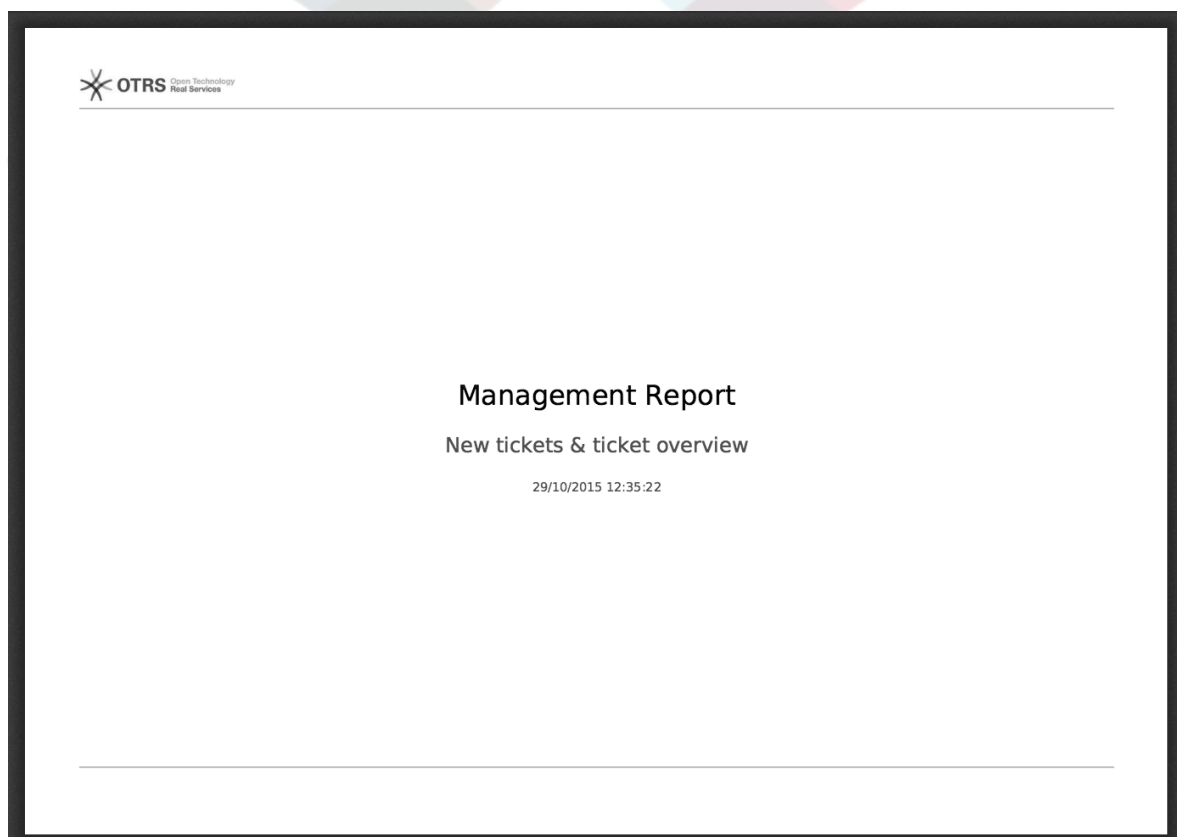 OTRS Open Technology
Real Services
Management Report
New tickets & ticket overview
29/10/2015 12:35:22